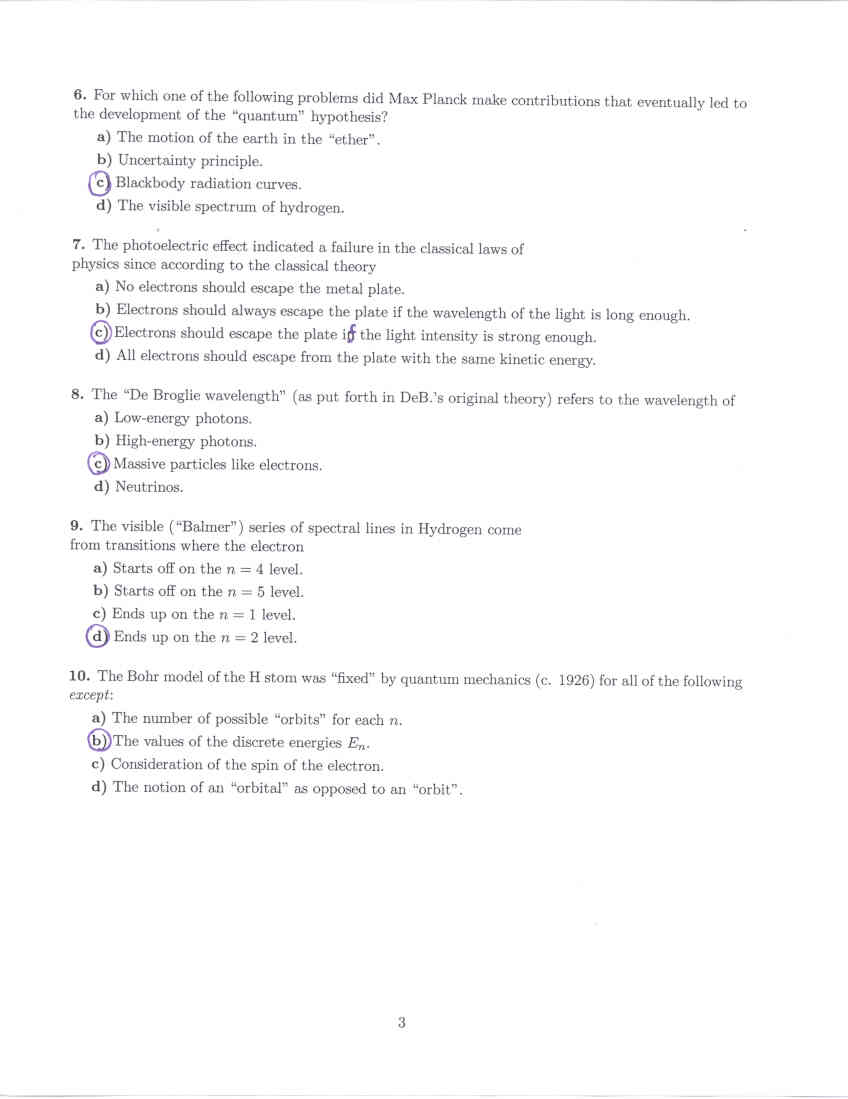 6. For which one of the following problems did Max Planck make contributions that eventually led to
the development of the “quantum” hypothesis?
a) The motion of the earth in the “ether”.
b) Uncertainty principle.
c) Blackbody radiation curves.
d) The visible spectrum of hydrogen.
7. The photoelectric effect indicated a failure in the classical laws of
physics since according to the classical theory
a) No electrons should escape the metal plate.
b) Electrons should always escape the plate if the wavelength of the light is long enough.
c) Electrons should escape the plate if the light intensity is strong enough.
d) All electrons should escape from the plate with the same kinetic energy.
8. The “De Broglie wavelength” (as put forth in DeB.'s original theory) refers to the wavelength of
a) Low-energy photons.
b) High-energy photons.
c) Massive particles like electrons.
d) Neutrinos.
9. The visible (“Balmer”) series of spectral lines in Hydrogen come
from transitions where the electron
a) Starts off on the n = 4 level.
b) Starts off on the n = 5 level.
c) Ends up on the n = 1 level.
d) Ends up on the n = 2 level.
10. The Bohr model of the H stom was “fixed” by quantum mechanics (c. 1926) for all of the following
except:
a) The number of possible “orbits” for each n.
b) The values of the discrete energies Eₙ.
c) Consideration of the spin of the electron.
d) The notion of an “orbital” as opposed to an “orbit”.
3